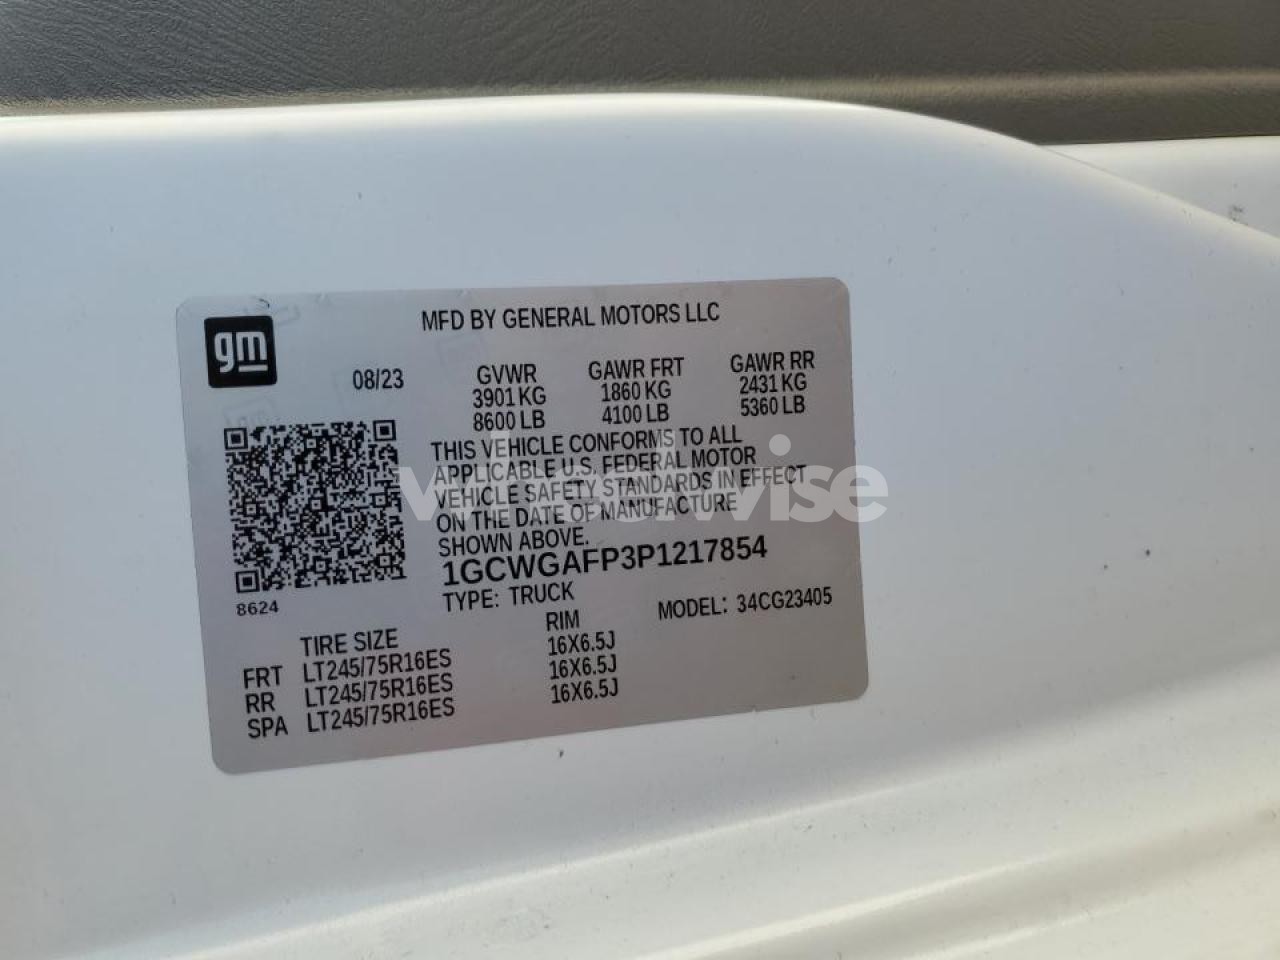 MFD BY GENERAL MOTORS LLC
gm
08/23
GVWR GAWR FRT GAWR RR
3901 KG 1860 KG 2431 KG
8600 LB 4100 LB 5360 LB
THIS VEHICLE CONFORMS TO ALL
APPLICABLE U.S. FEDERAL MOTOR
VEHICLE SAFETY STANDARDS IN EFFECT
ON THE DATE OF MANUFACTURE
SHOWN ABOVE.
1GCWGAFP3P1217854
TYPE: TRUCK MODEL: 34CG23405
8624
TIRE SIZE RIM
FRT LT245/75R16ES 16X6.5J
RR LT245/75R16ES 16X6.5J
SPA LT245/75R16ES 16X6.5J
wheelwise